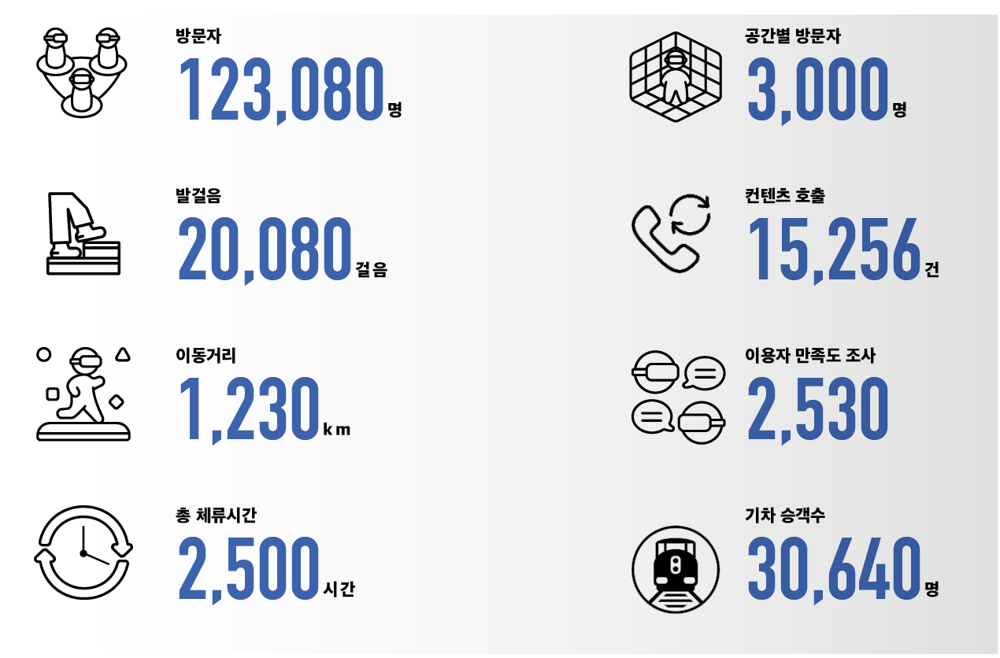 방문자
123,080명
발걸음
20,080걸음
이동거리
1,230km
총 체류시간
2,500시간
공간별 방문자
3,000명
컨텐츠 호출
15,256건
이용자 만족도 조사
2,530
기차 승객수
30,640명